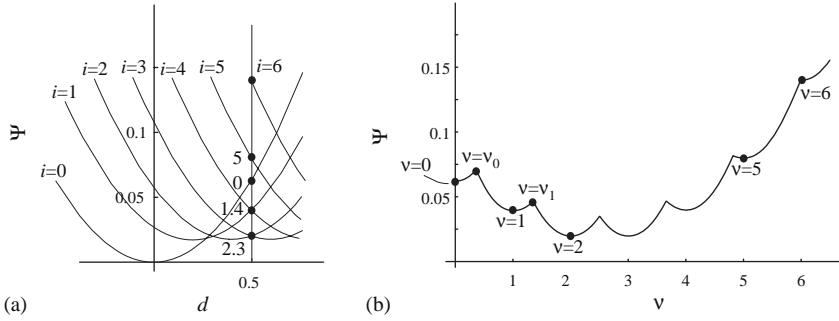 Ψ
i=0
i=1
i=2
i=3
i=4
i=5
i=6
0.1
0.05
5
0
1.4
2.3
0.5
(a)
d
Ψ
0.15
0.1
0.05
ν=0
ν=ν0
ν=1
ν=ν1
ν=2
ν=5
ν=6
1 2 3 4 5 6
(b)
ν